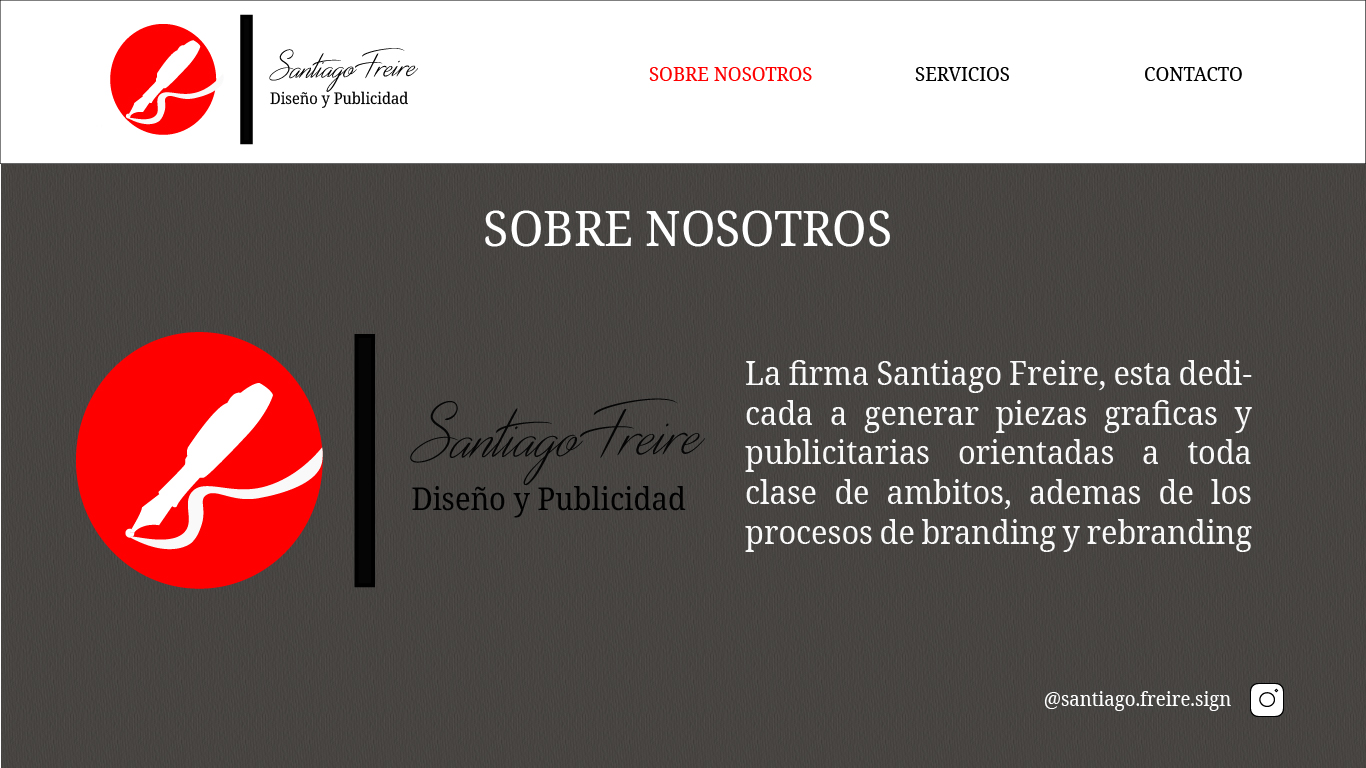 Santiago Freire
Diseño y Publicidad
SOBRE NOSOTROS
SERVICIOS
CONTACTO
SOBRE NOSOTROS
Santiago Freire
Diseño y Publicidad
La firma Santiago Freire, esta dedi-
cada a generar piezas graficas y
publicitarias orientadas a toda
clase de ambitos, ademas de los
procesos de branding y rebranding
@santiago.freire.sign